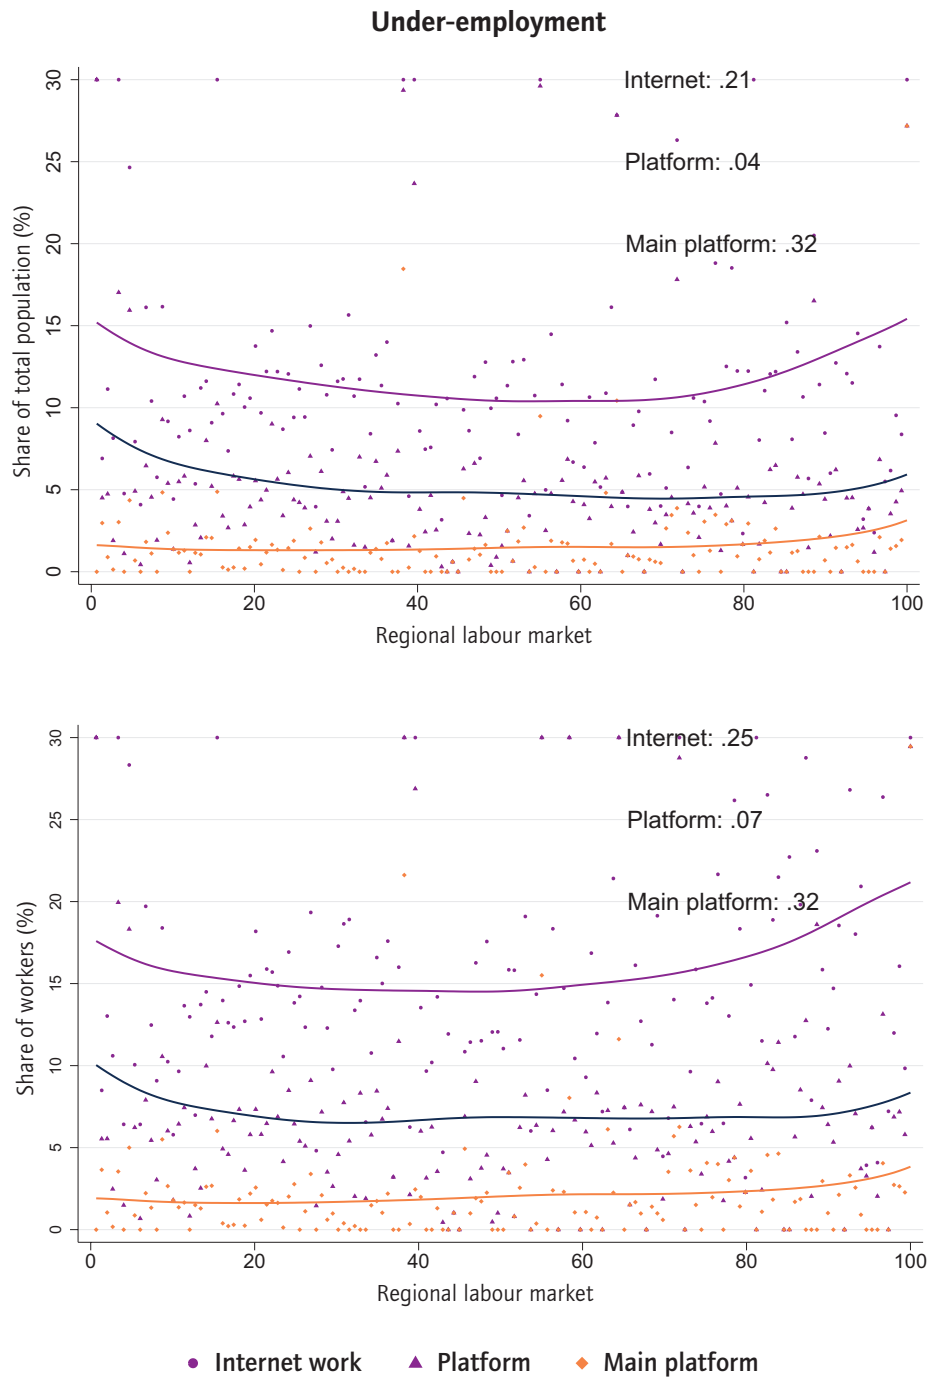 Under-employment
Share of total population (%)
30
25
20
15
10
5
0
Internet: .21
Platform: .04
Main platform: .32
0 20 40 60 80 100
Regional labour market
Share of workers (%)
30
25
20
15
10
5
0
Internet: .25
Platform: .07
Main platform: .32
0 20 40 60 80 100
Regional labour market
Internet work Platform Main platform